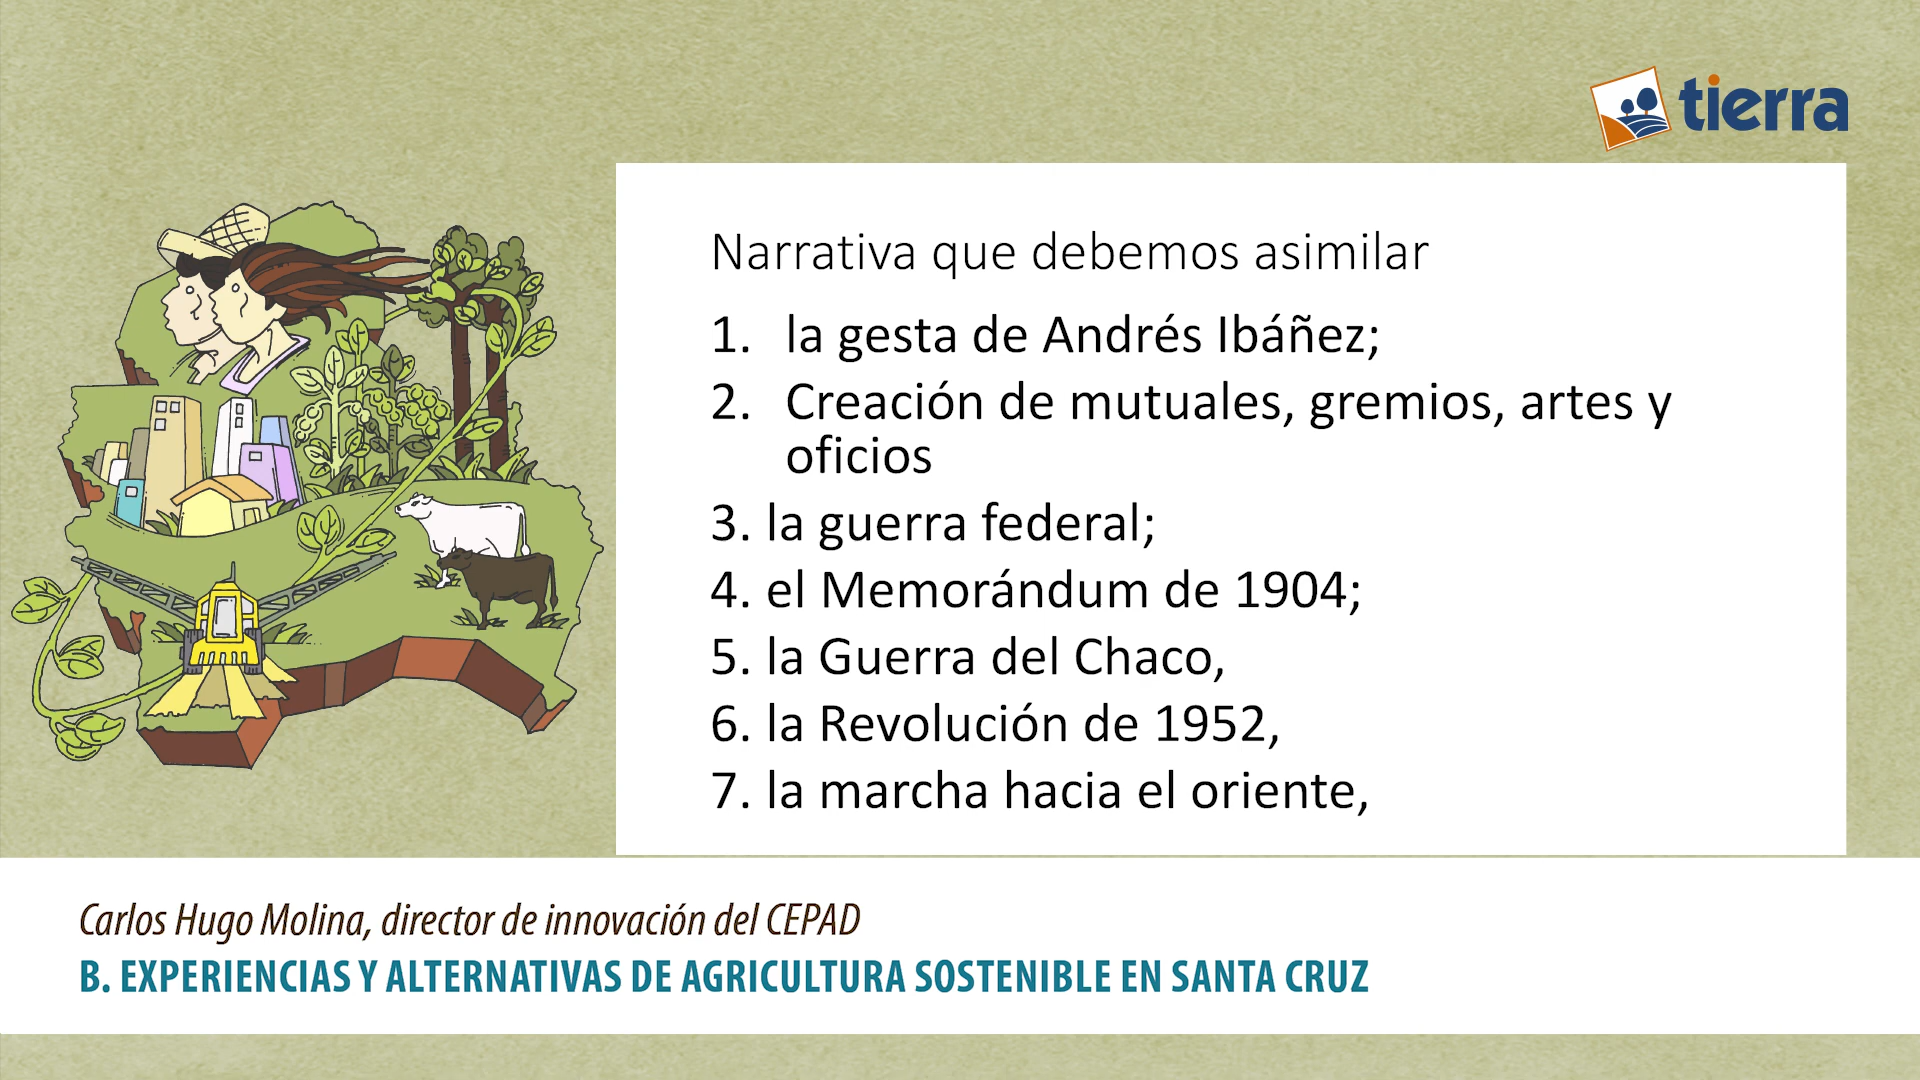 tierra
Narrativa que debemos asimilar
1. la gesta de Andrés Ibáñez;
2. Creación de mutuales, gremios, artes y
oficios
3. la guerra federal;
4. el Memorándum de 1904;
5. la Guerra del Chaco,
6. la Revolución de 1952,
7. la marcha hacia el oriente,
Carlos Hugo Molina, director de innovación del CEPAD
B. EXPERIENCIAS Y ALTERNATIVAS DE AGRICULTURA SOSTENIBLE EN SANTA CRUZ